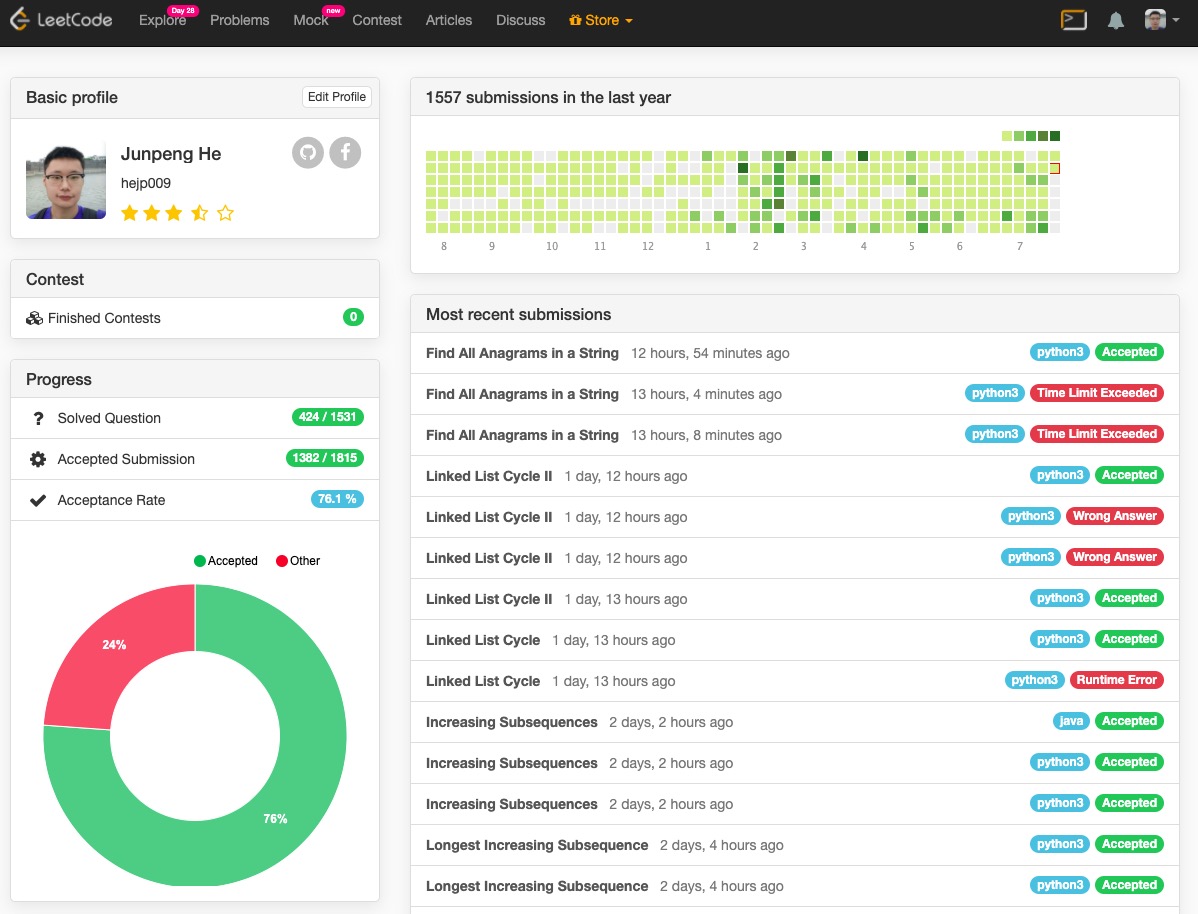 LeetCode Explore Day 28 Problems Mock new Contest Articles Discuss Store
Basic profile Edit Profile
Junpeng He
hejp009
Contest
Finished Contests 0
Progress
Solved Question 424 / 1531
Accepted Submission 1382 / 1815
Acceptance Rate 76.1 %
Accepted Other
24%
76%
1557 submissions in the last year
8 9 10 11 12 1 2 3 4 5 6 7
Most recent submissions
Find All Anagrams in a String 12 hours, 54 minutes ago python3 Accepted
Find All Anagrams in a String 13 hours, 4 minutes ago python3 Time Limit Exceeded
Find All Anagrams in a String 13 hours, 8 minutes ago python3 Time Limit Exceeded
Linked List Cycle II 1 day, 12 hours ago python3 Accepted
Linked List Cycle II 1 day, 12 hours ago python3 Wrong Answer
Linked List Cycle II 1 day, 12 hours ago python3 Wrong Answer
Linked List Cycle II 1 day, 13 hours ago python3 Accepted
Linked List Cycle 1 day, 13 hours ago python3 Accepted
Linked List Cycle 1 day, 13 hours ago python3 Runtime Error
Increasing Subsequences 2 days, 2 hours ago java Accepted
Increasing Subsequences 2 days, 2 hours ago python3 Accepted
Increasing Subsequences 2 days, 2 hours ago python3 Accepted
Longest Increasing Subsequence 2 days, 4 hours ago python3 Accepted
Longest Increasing Subsequence 2 days, 4 hours ago python3 Accepted